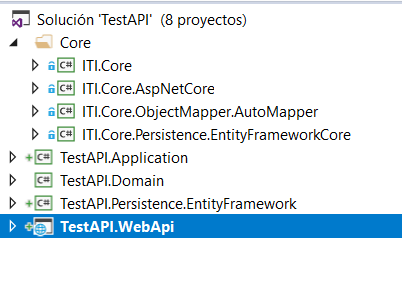 Solución 'TestAPI' (8 proyectos)
Core
C# ITI.Core
C# ITI.Core.AspNetCore
C# ITI.Core.ObjectMapper.AutoMapper
C# ITI.Core.Persistence.EntityFrameworkCore
C# TestAPI.Application
C# TestAPI.Domain
C# TestAPI.Persistence.EntityFramework
TestAPI.WebApi